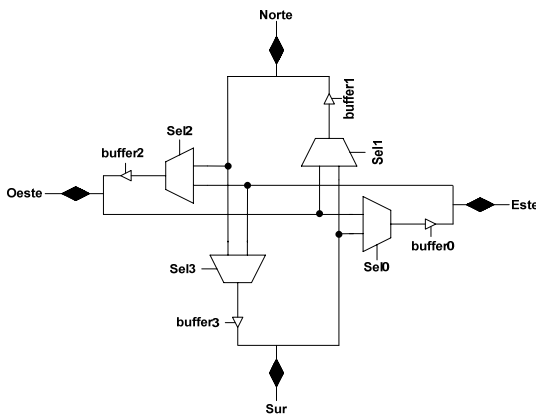 Norte
buffer1
Sel2
Sel1
buffer2
Oeste
Este
buffer0
Sel3
Sel0
buffer3
Sur